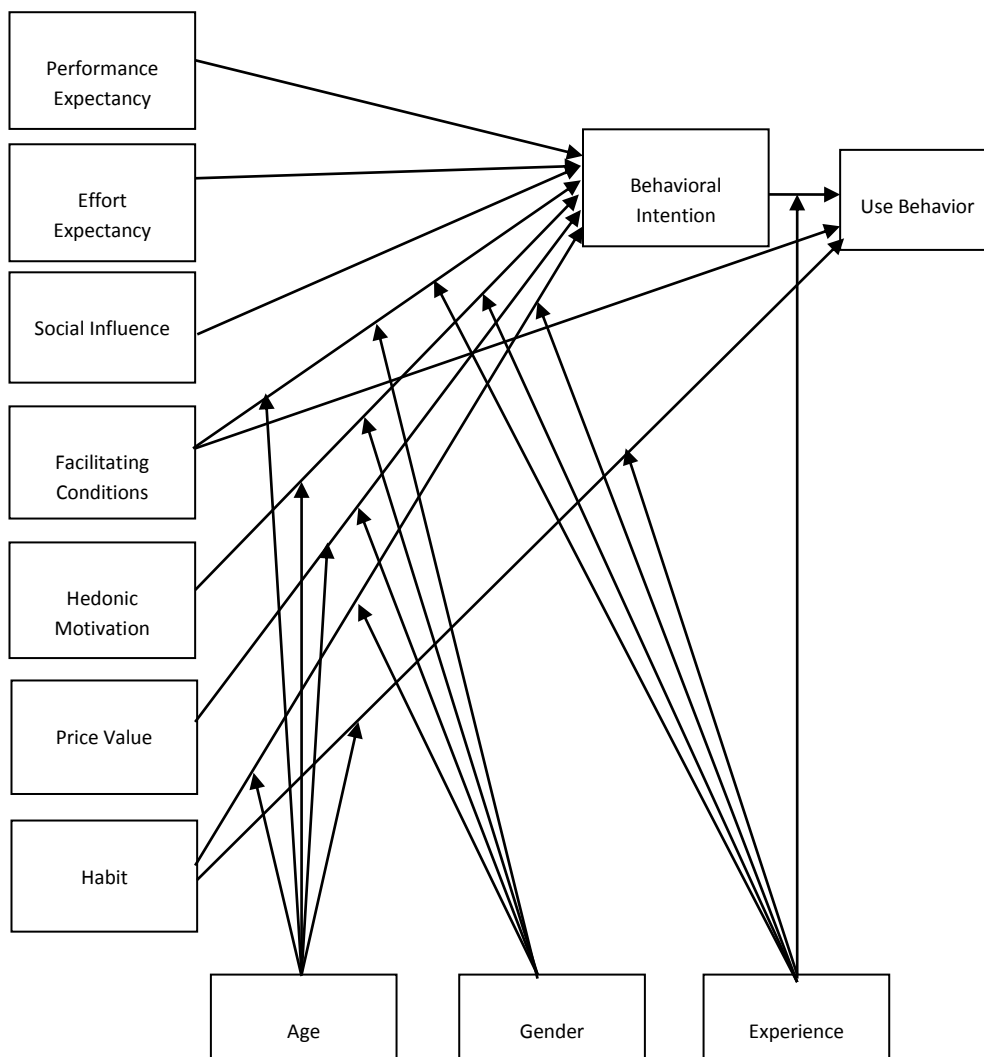 Performance
Expectancy
Effort
Expectancy
Social Influence
Facilitating
Conditions
Hedonic
Motivation
Price Value
Habit
Behavioral
Intention
Use Behavior
Age
Gender
Experience